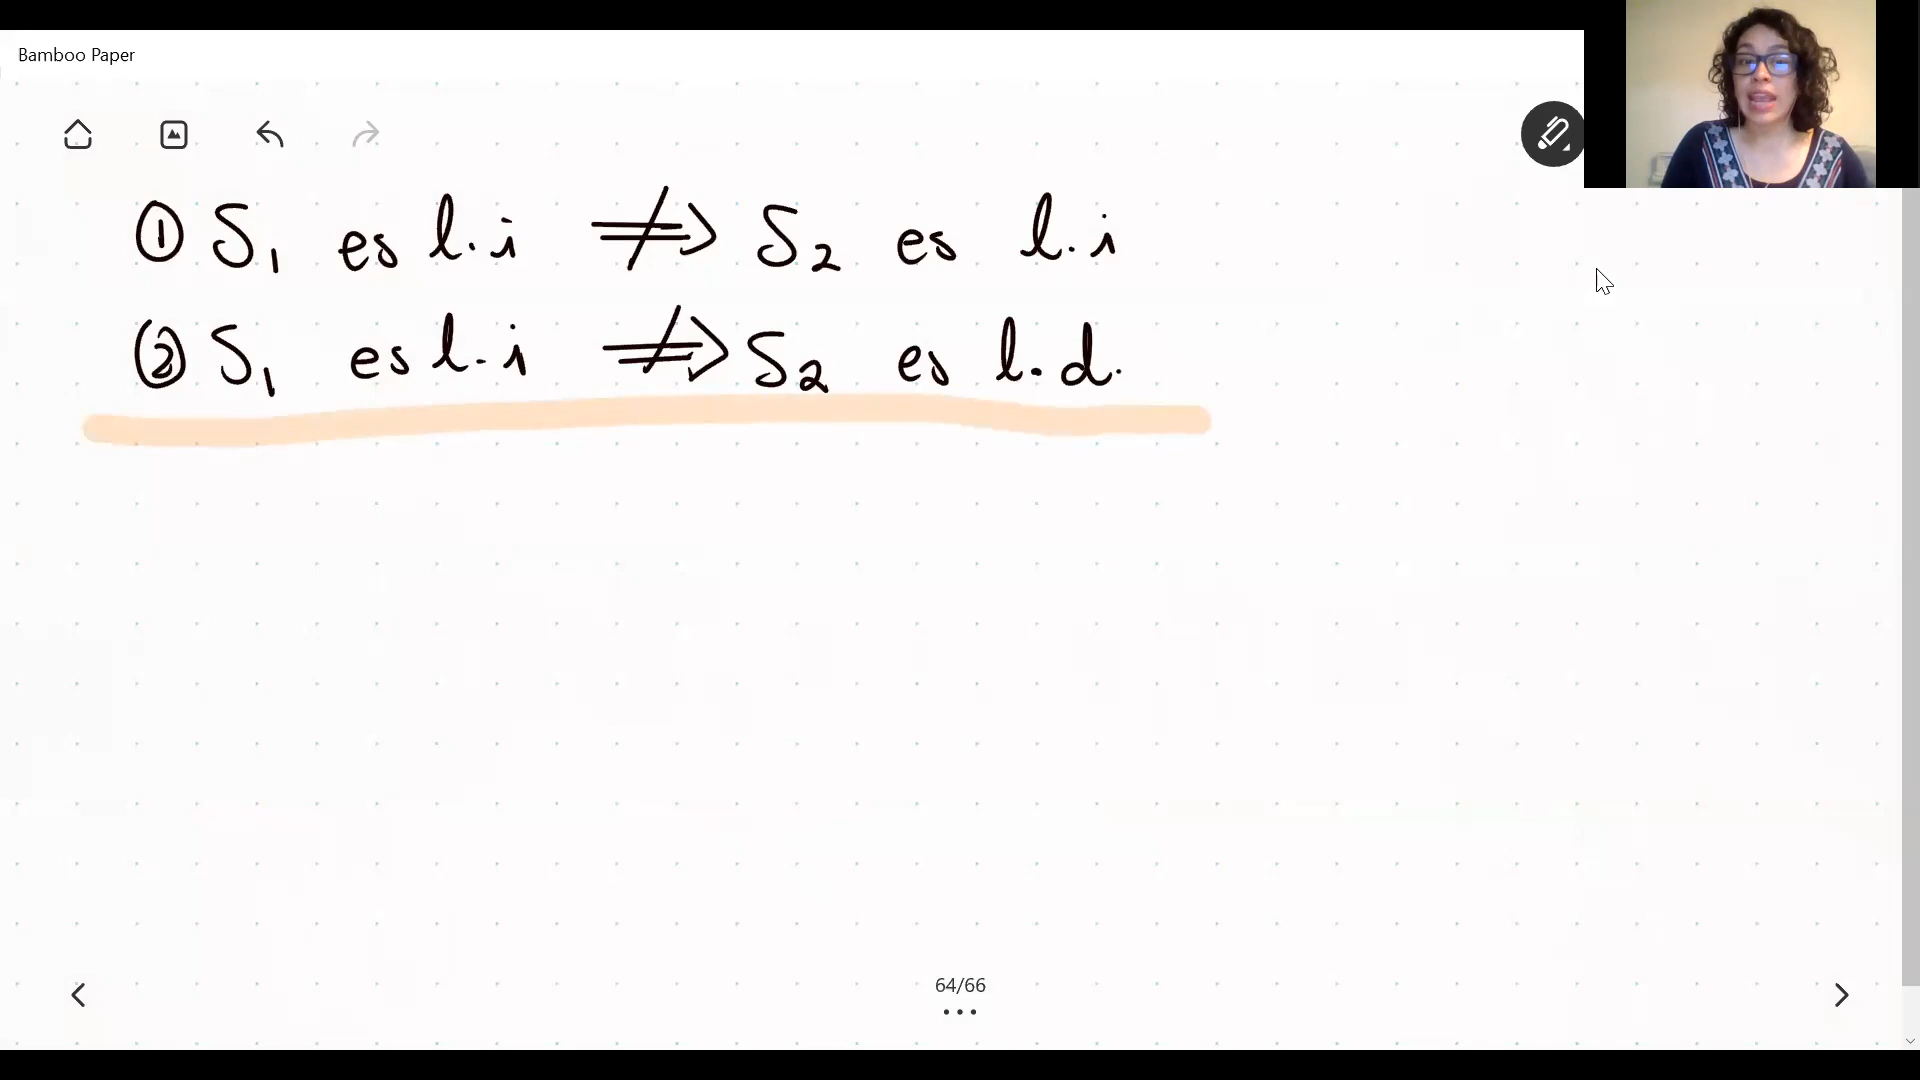 Bamboo Paper
① S₁ es l.i ⇏ S₂ es l.i
② S₁ es l.i ⇏ S₂ es l.d.
64/66